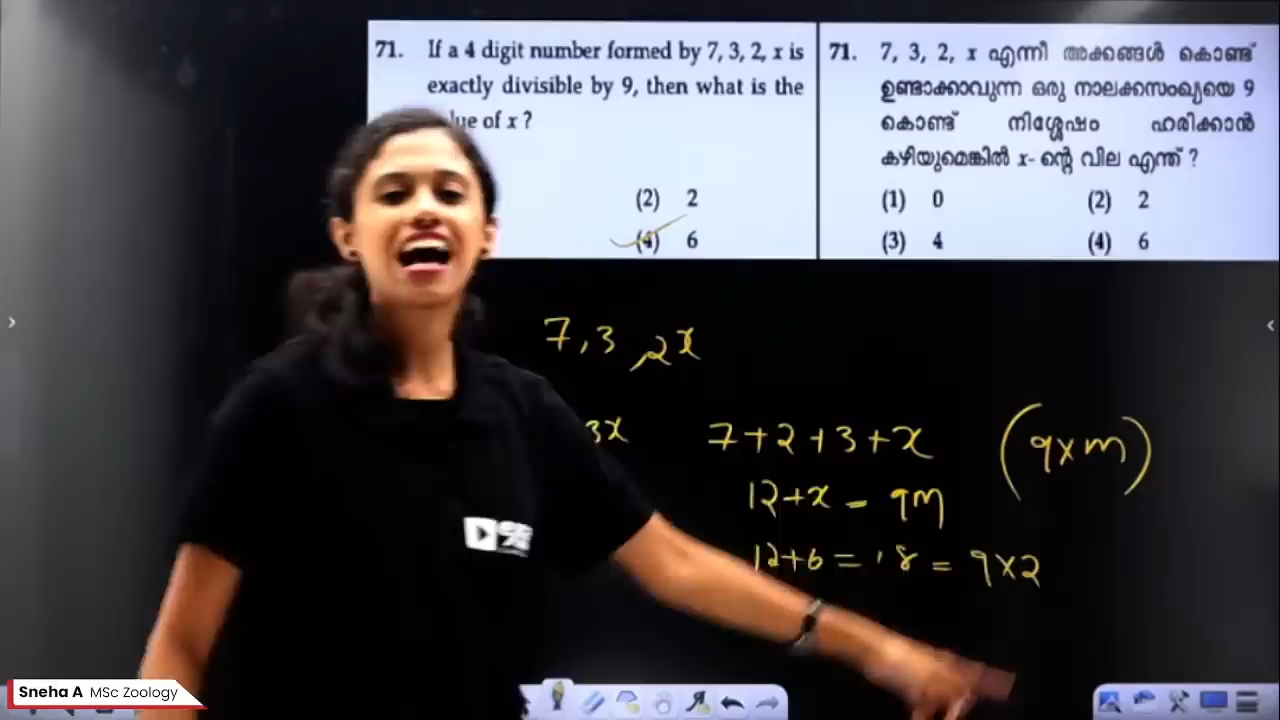 71. If a 4 digit number formed by 7, 3, 2, x is
exactly divisible by 9, then what is the
of x ?
(2) 2
(4) 6
71. 7, 3, 2, x എന്നീ അക്കങ്ങൾ കൊണ്ട്
ഉണ്ടാക്കാവുന്ന ഒരു നാലക്കസംഖ്യയെ 9
കൊണ്ട് നിശ്ശേഷം ഹരിക്കാൻ
കഴിയുമെങ്കിൽ x- ന്റെ വില എന്ത് ?
(1) 0 (2) 2
(3) 4 (4) 6
7, 3, 2x
3x
7+2+3+x (9×m)
12+x = 9m
12+6 = 18 = 9×2
Sneha A MSc Zoology